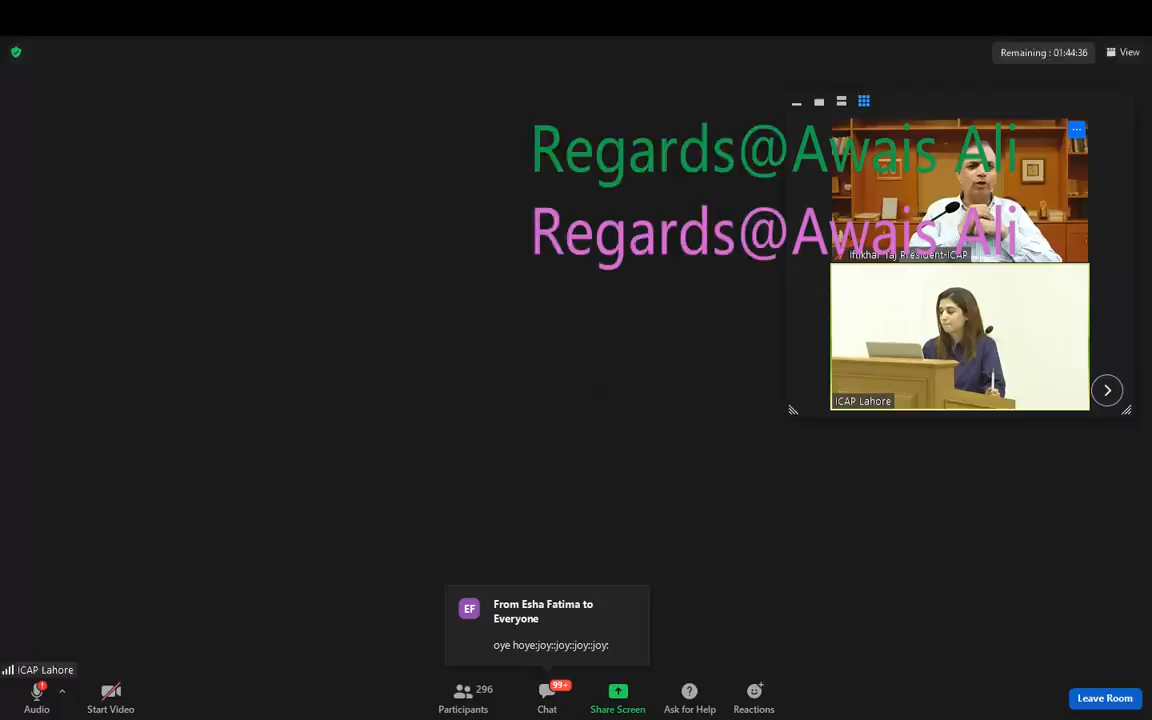 Remaining : 01:44:36
View
Regards@Awais Ali
Regards@Awais Ali
Iftikhar Taj President-ICAP
ICAP Lahore
EF
From Esha Fatima to
Everyone
oye hoye:joy::joy::joy::joy:
ICAP Lahore
Audio
Start Video
296
Participants
99+
Chat
Share Screen
Ask for Help
Reactions
Leave Room